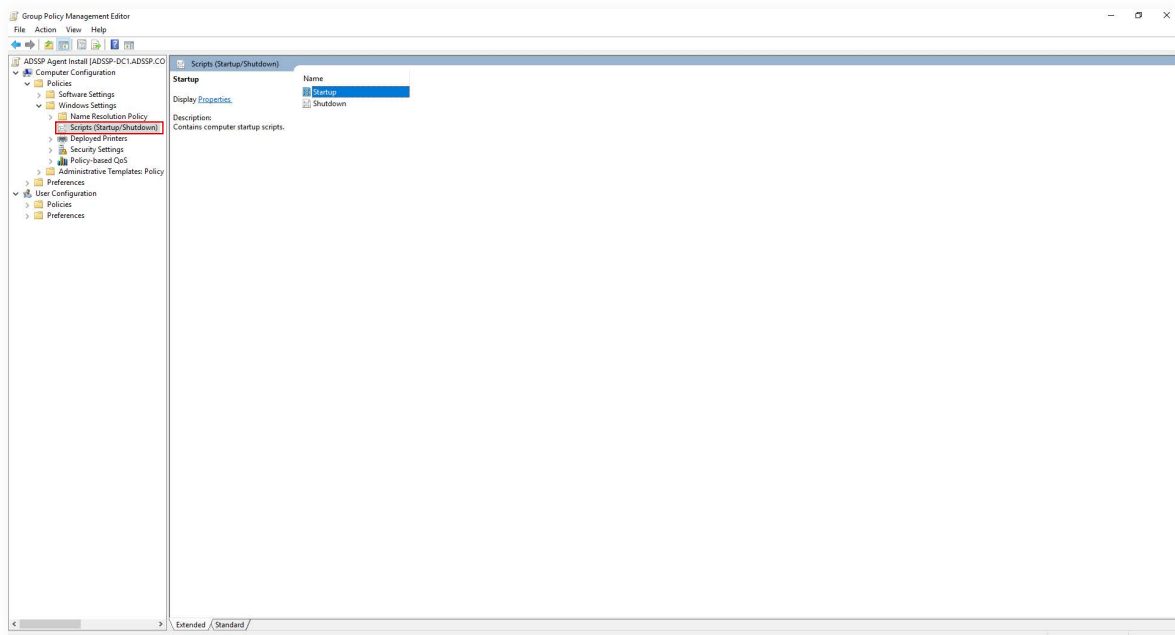 Group Policy Management Editor
File Action View Help
ADSSP Agent Install [ADSSP-DC1.ADSSP.CO
Computer Configuration
Policies
Software Settings
Windows Settings
Name Resolution Policy
Scripts (Startup/Shutdown)
Deployed Printers
Security Settings
Policy-based QoS
Administrative Templates: Policy
Preferences
User Configuration
Policies
Preferences
Scripts (Startup/Shutdown)
Startup
Display Properties
Description:
Contains computer startup scripts.
Name
Startup
Shutdown
Extended Standard